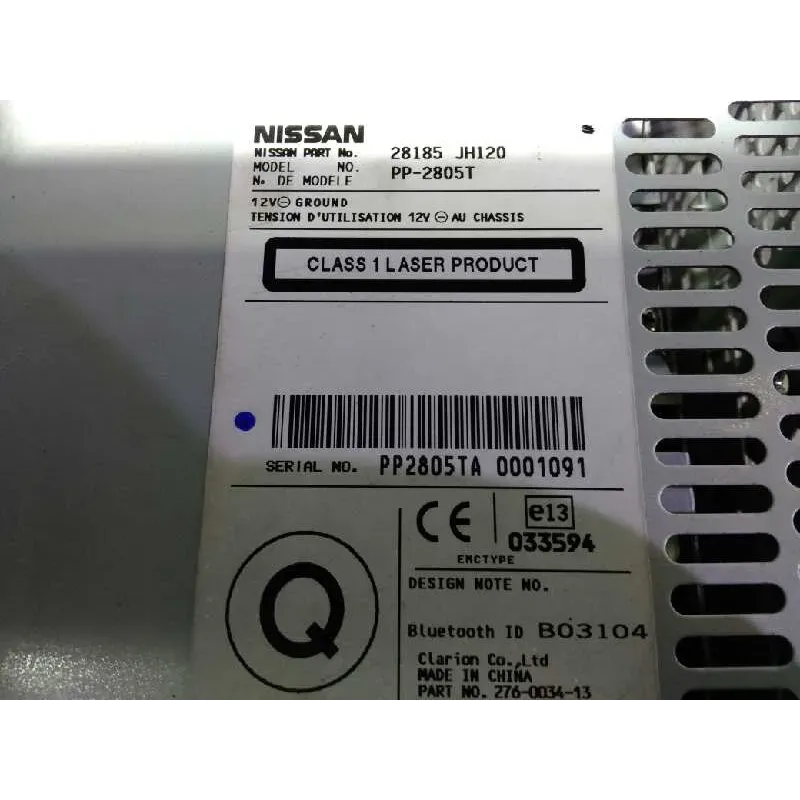 NISSAN
NISSAN PART No. 28185 JH120
MODEL NO. PP-2805T
N. DE MODELE
12V⊖ GROUND
TENSION D'UTILISATION 12V ⊖ AU CHASSIS
CLASS 1 LASER PRODUCT
SERIAL NO. PP2805TA 0001091
CE e13
033594
EMCTYPE
Q
DESIGN NOTE NO.
Bluetooth ID B03104
Clarion Co.,Ltd
MADE IN CHINA
PART NO. 276-0034-13